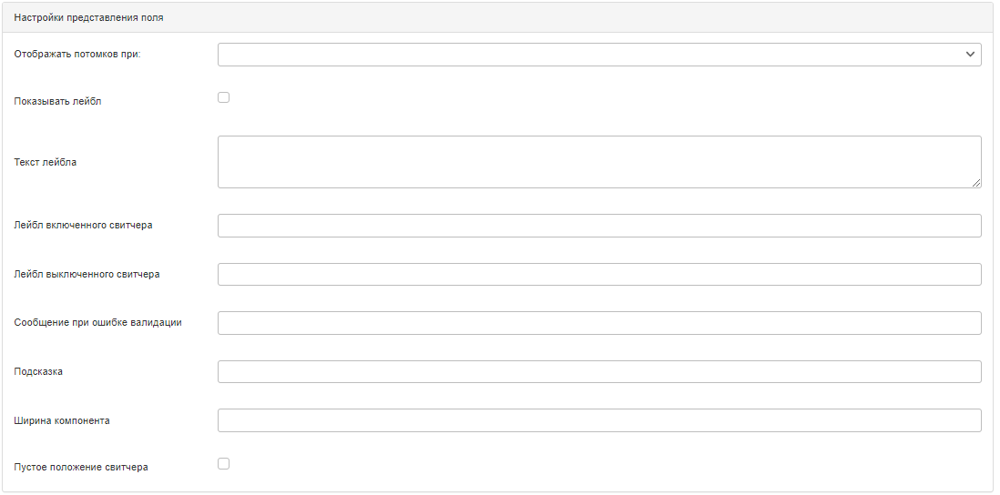 Настройки представления поля
Отображать потомков при:
Показывать лейбл
Текст лейбла
Лейбл включенного свитчера
Лейбл выключенного свитчера
Сообщение при ошибке валидации
Подсказка
Ширина компонента
Пустое положение свитчера